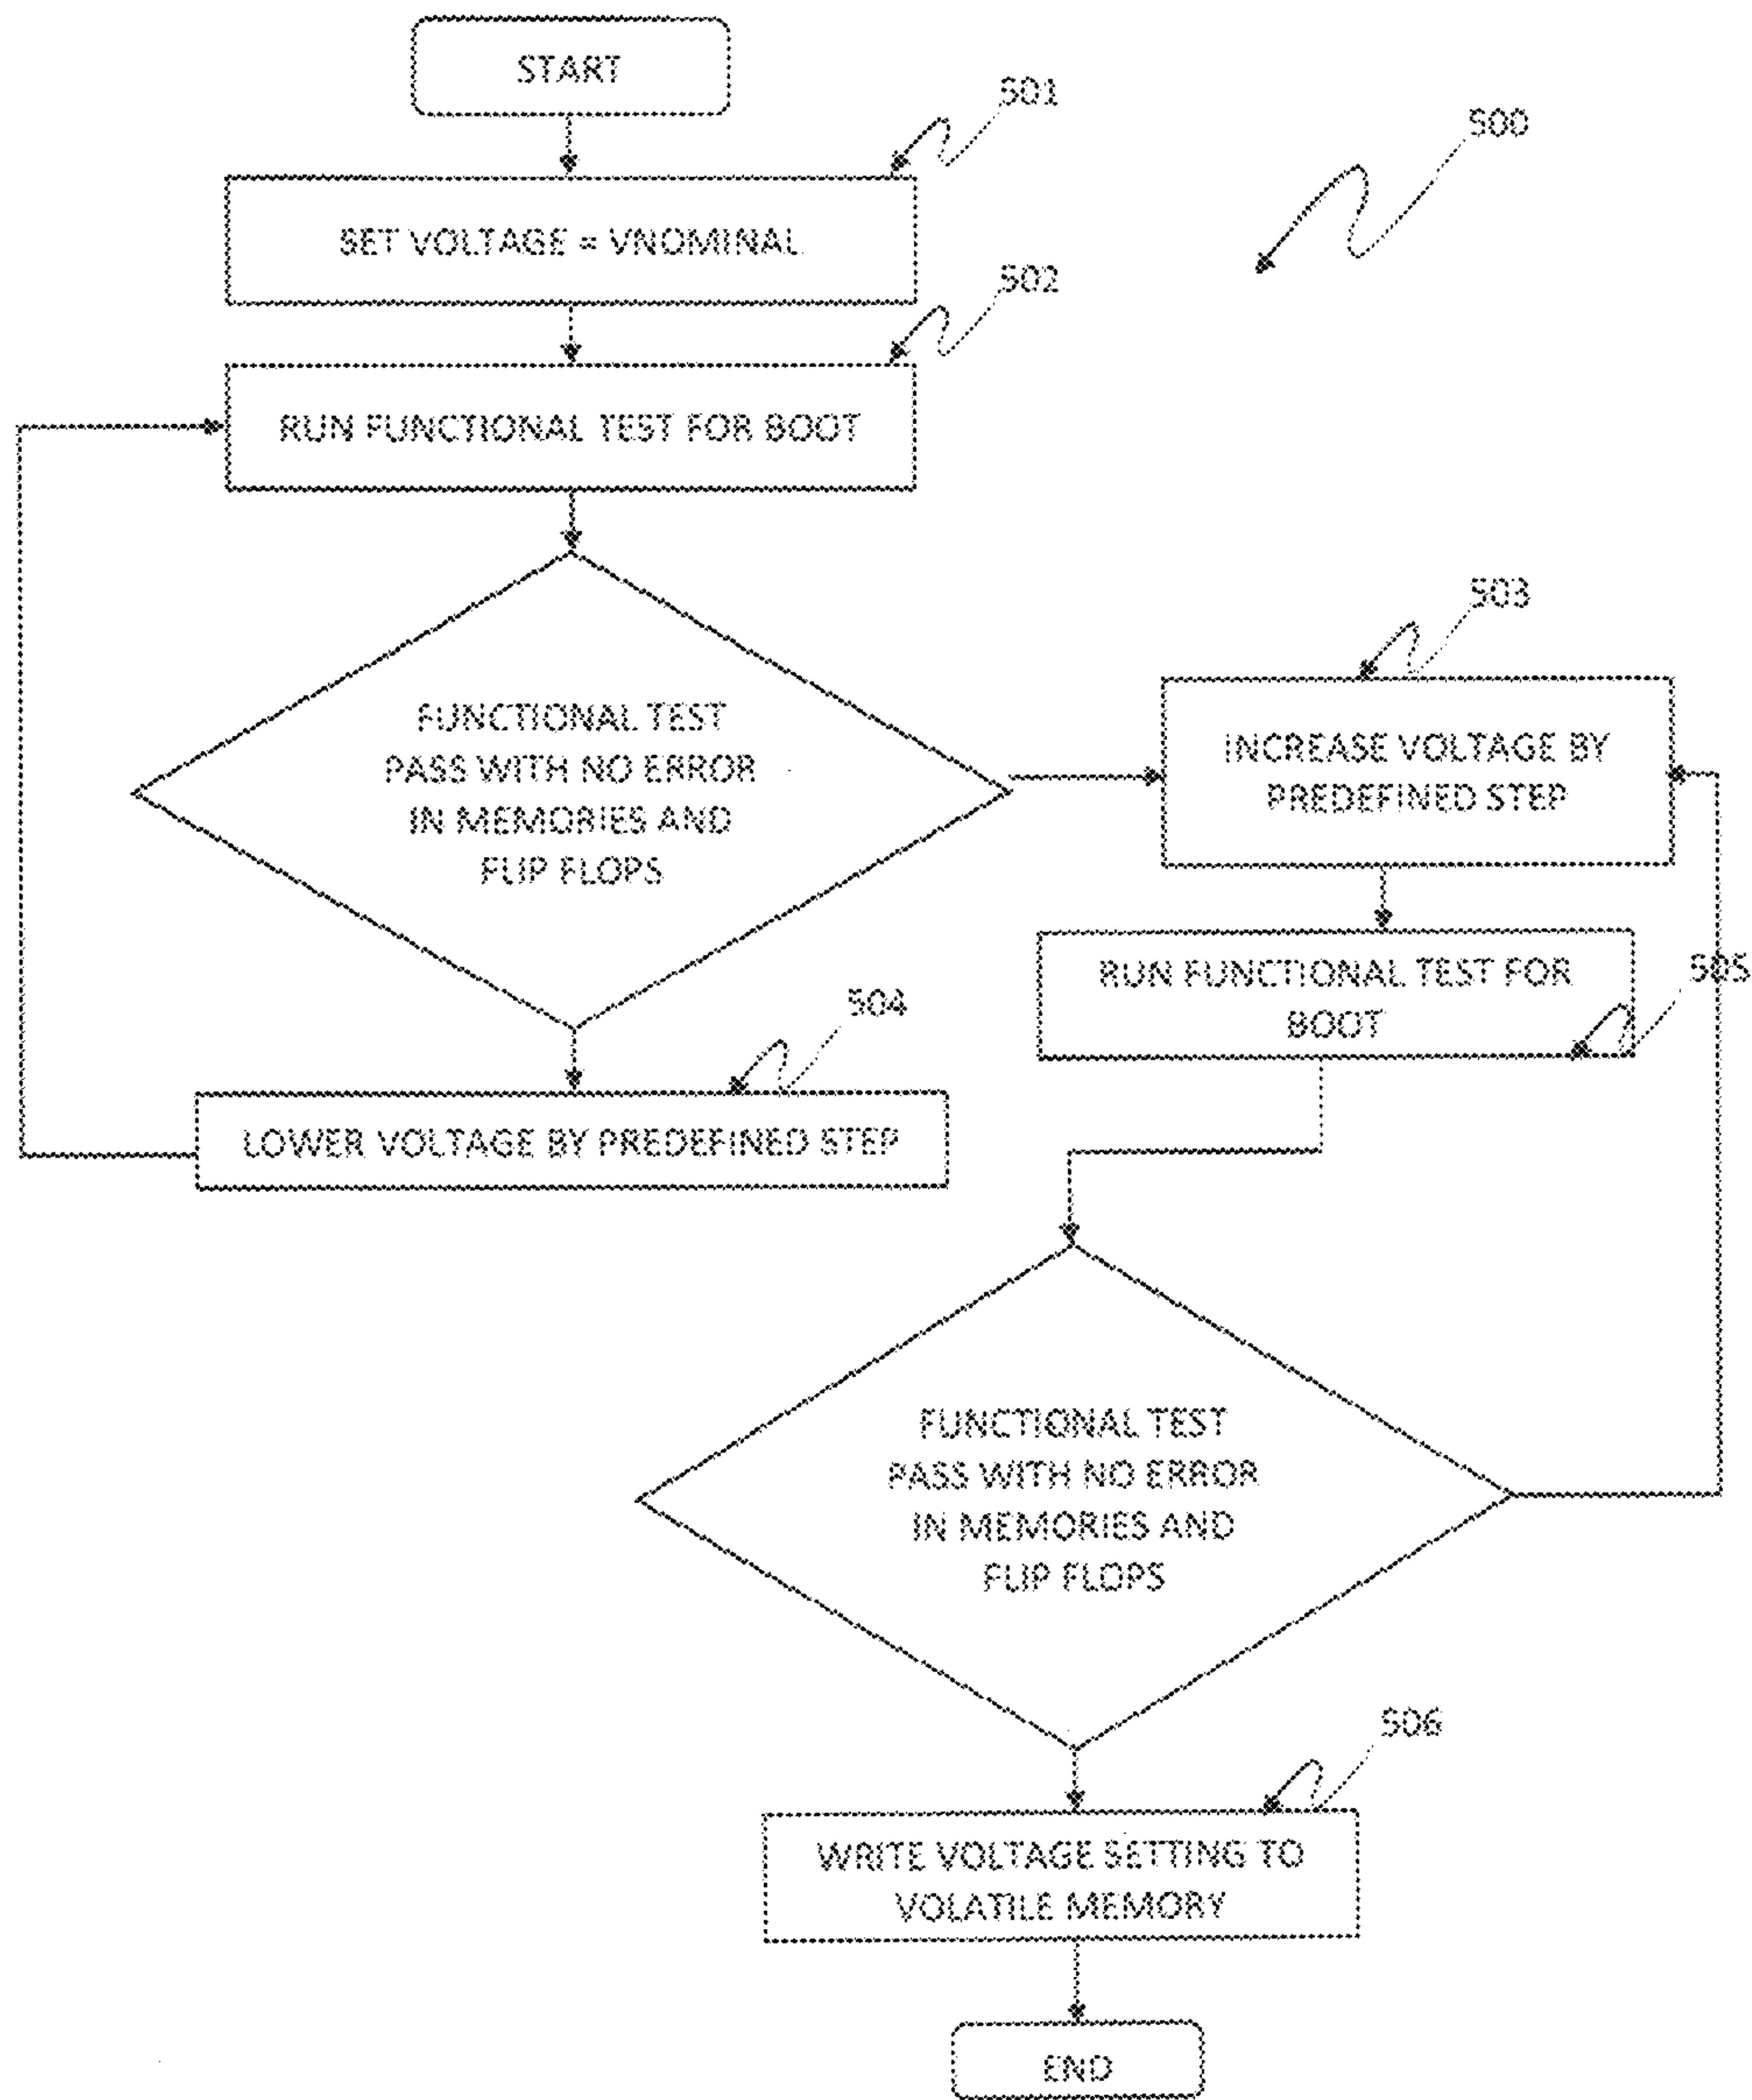 START
501
500
SET VOLTAGE = VNOMINAL
502
RUN FUNCTIONAL TEST FOR BOOT
503
FUNCTIONAL TEST
PASS WITH NO ERROR
IN MEMORIES AND
FLIP FLOPS
INCREASE VOLTAGE BY
PREDEFINED STEP
504
RUN FUNCTIONAL TEST FOR
BOOT
505
LOWER VOLTAGE BY PREDEFINED STEP
FUNCTIONAL TEST
PASS WITH NO ERROR
IN MEMORIES AND
FLIP FLOPS
506
WRITE VOLTAGE SETTING TO
VOLATILE MEMORY
END